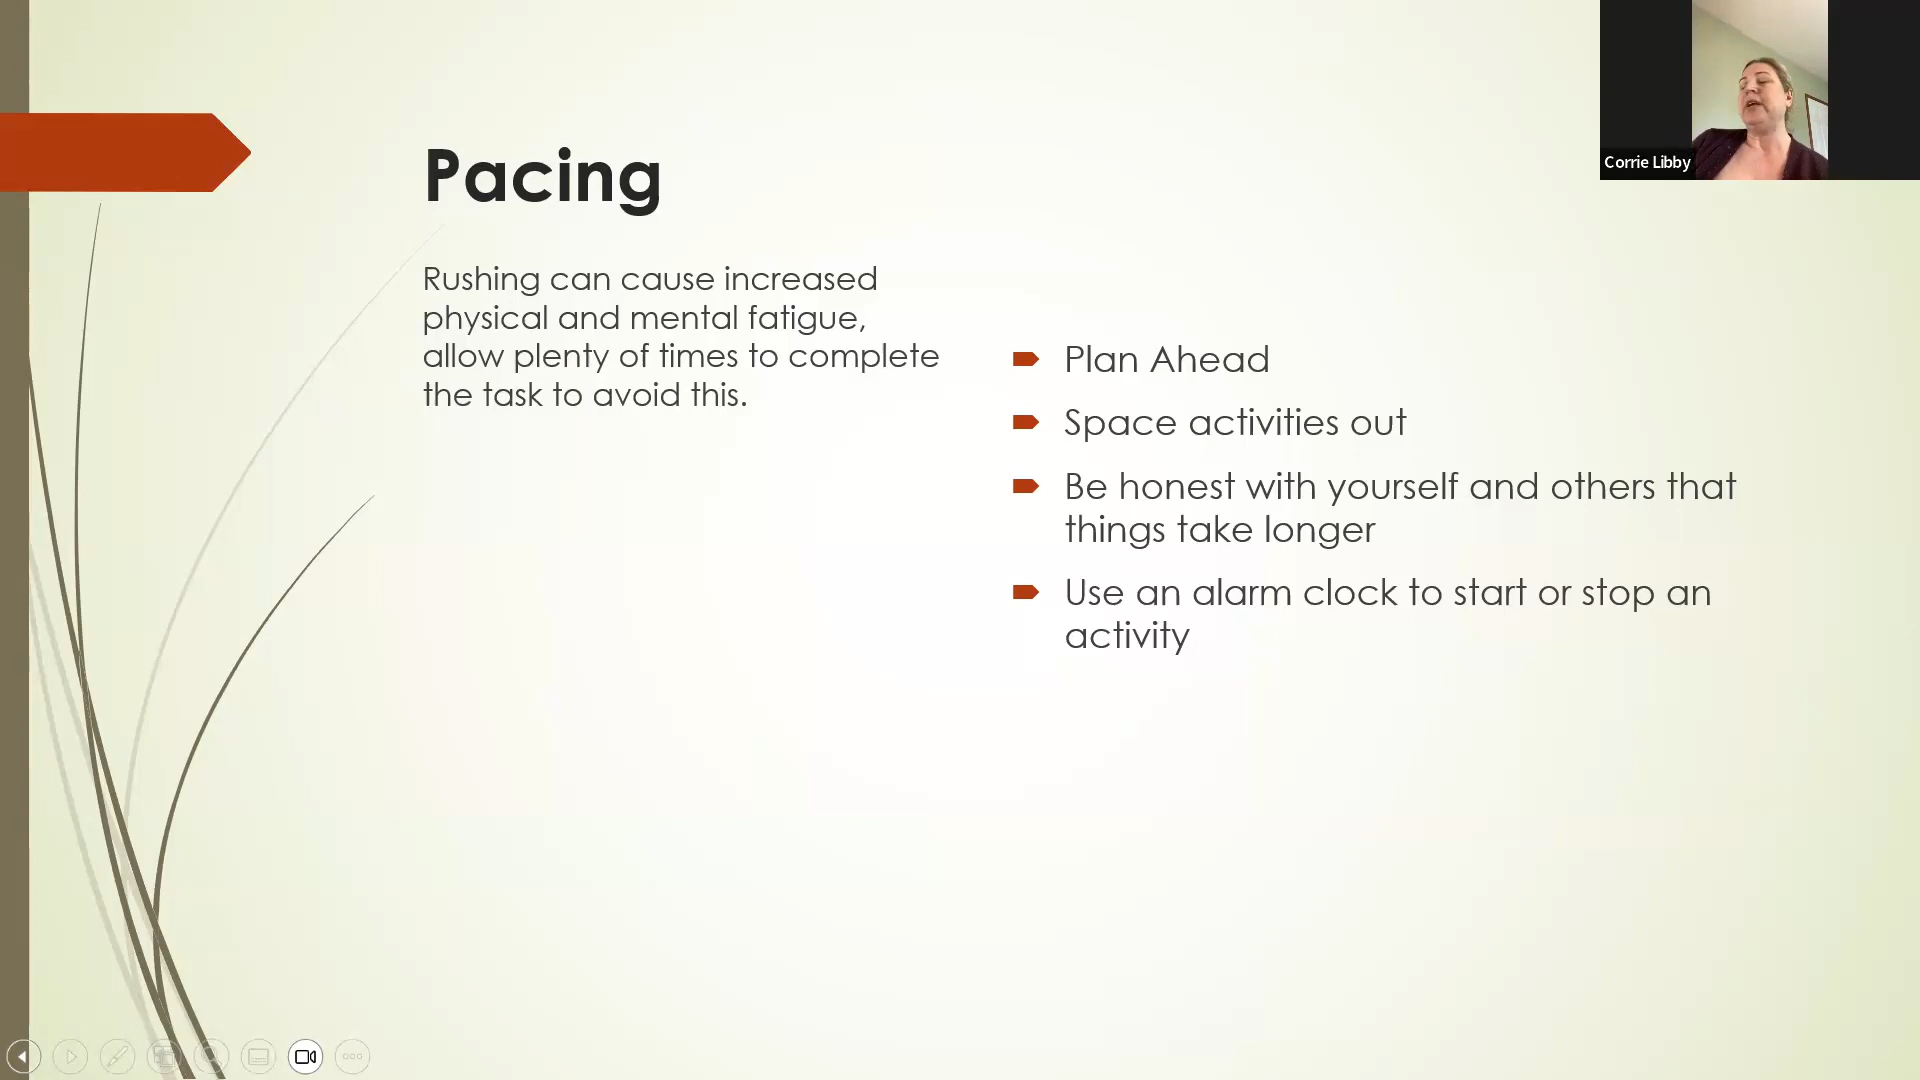 Pacing
Rushing can cause increased
physical and mental fatigue,
allow plenty of times to complete
the task to avoid this.
Plan Ahead
Space activities out
Be honest with yourself and others that
things take longer
Use an alarm clock to start or stop an
activity
Corrie Libby